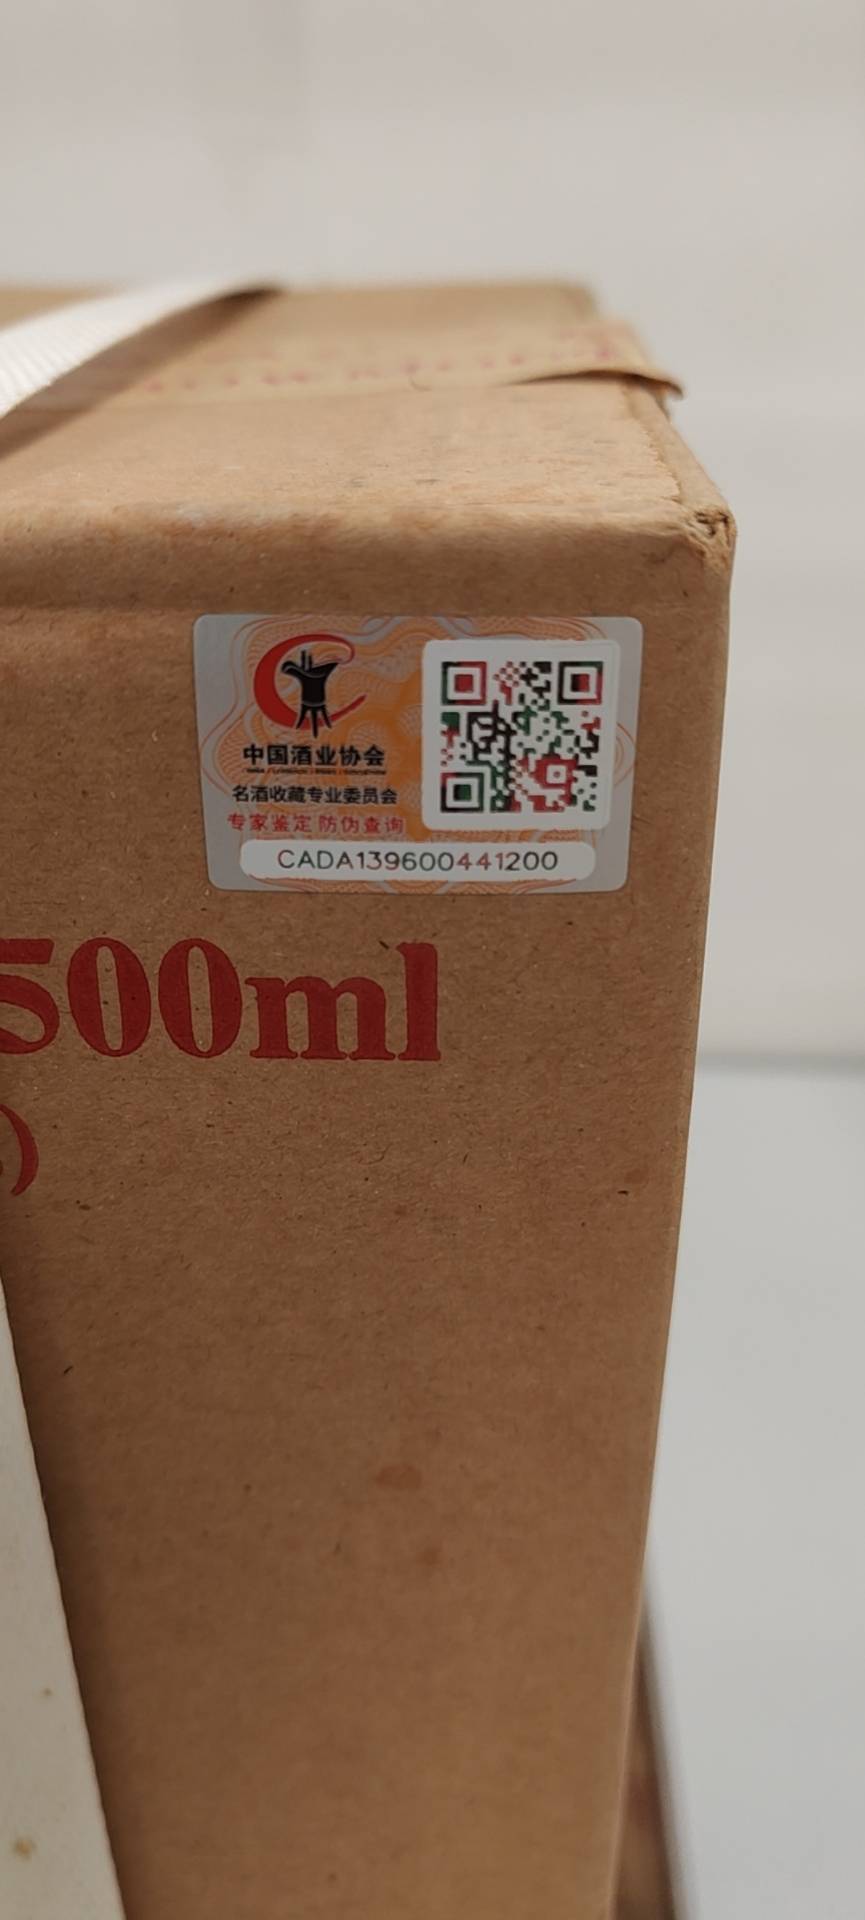 中国酒业协会
名酒收藏专业委员会
专家鉴定 防伪查询
CADA139600441200
500ml
)